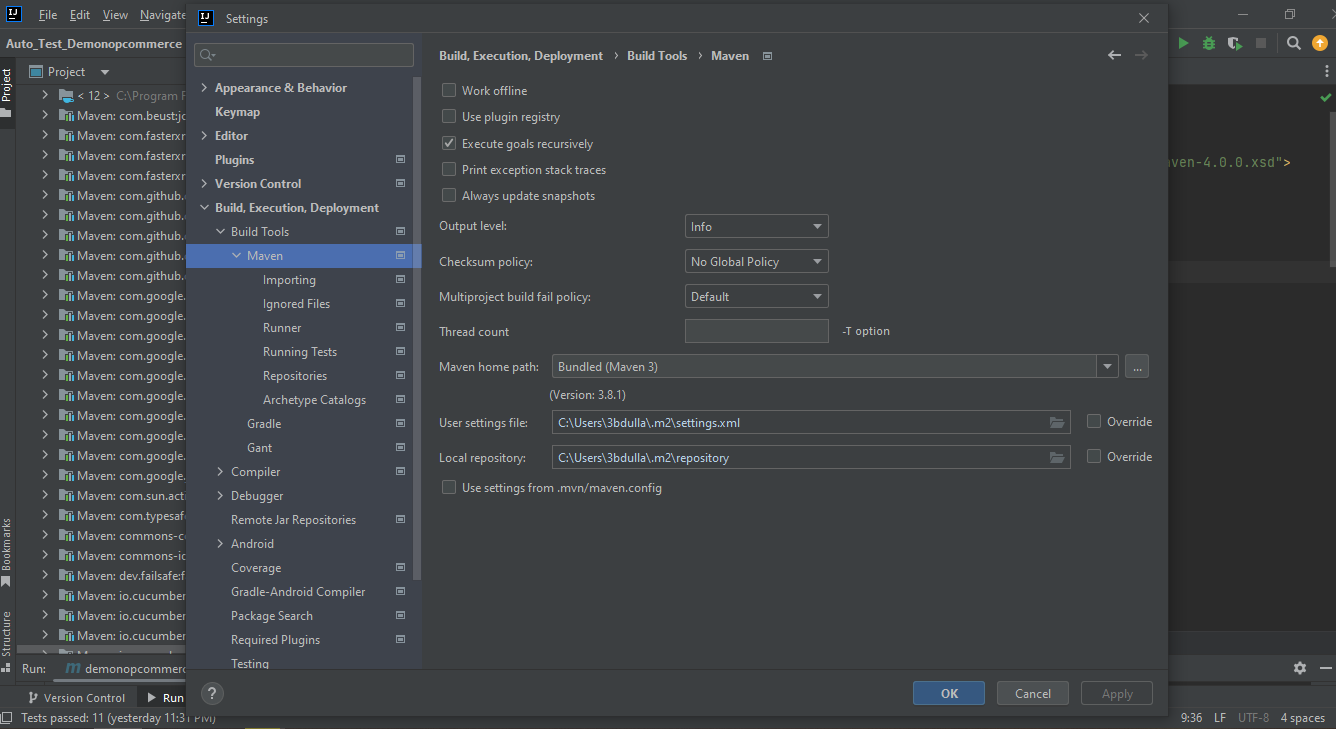 IJ
File Edit View Navigate
IJ Settings
Auto_Test_Demonopcommerce
Project
Project
< 12 > C:\Program F
Maven: com.beust:jc
Maven: com.fasterxr
Maven: com.fasterxr
Maven: com.fasterxr
Maven: com.github.
Maven: com.github.
Maven: com.github.
Maven: com.github.
Maven: com.github.
Maven: com.google.
Maven: com.google.
Maven: com.google.
Maven: com.google.
Maven: com.google.
Maven: com.google.
Maven: com.google.
Maven: com.google.
Maven: com.google.
Maven: com.google.
Maven: com.sun.acti
Maven: com.typesafe
Maven: commons-c
Maven: commons-io
Maven: dev.failsafe:f
Maven: io.cucumber
Maven: io.cucumber
Maven: io.cucumber
Bookmarks
Structure
Appearance & Behavior
Keymap
Editor
Plugins
Version Control
Build, Execution, Deployment
Build Tools
Maven
Importing
Ignored Files
Runner
Running Tests
Repositories
Archetype Catalogs
Gradle
Gant
Compiler
Debugger
Remote Jar Repositories
Android
Coverage
Gradle-Android Compiler
Package Search
Required Plugins
Testing
Build, Execution, Deployment › Build Tools › Maven
Work offline
Use plugin registry
Execute goals recursively
Print exception stack traces
Always update snapshots
Output level: Info
Checksum policy: No Global Policy
Multiproject build fail policy: Default
Thread count -T option
Maven home path: Bundled (Maven 3) ...
(Version: 3.8.1)
User settings file: C:\Users\3bdulla\.m2\settings.xml Override
Local repository: C:\Users\3bdulla\.m2\repository Override
Use settings from .mvn/maven.config
aven-4.0.0.xsd">
? OK Cancel Apply
Run: m demonopcommerc
Version Control Run
Tests passed: 11 (yesterday 11:31 PM)
9:36 LF UTF-8 4 spaces